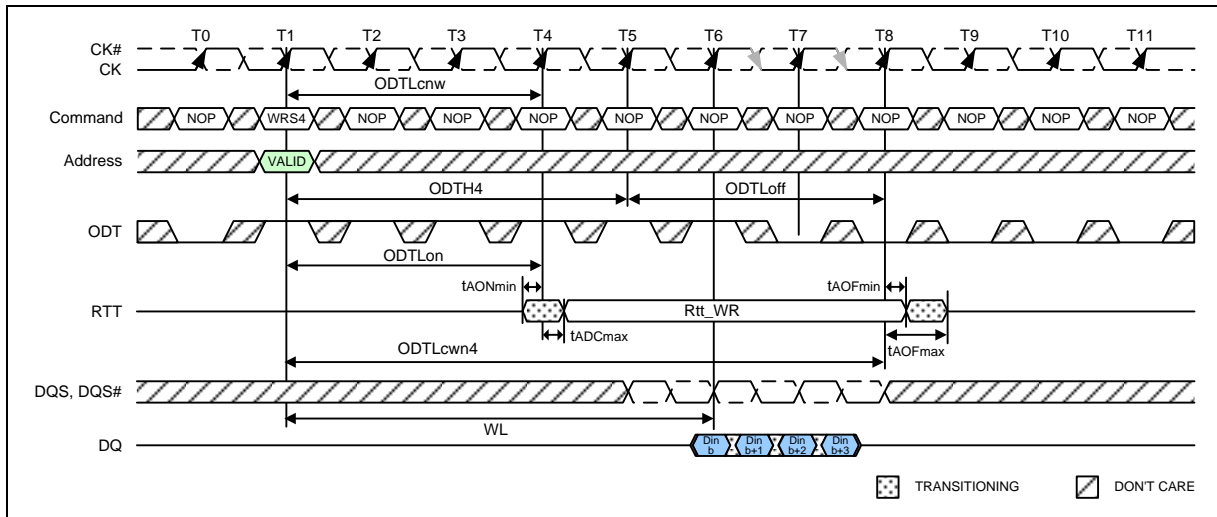 T0 T1 T2 T3 T4 T5 T6 T7 T8 T9 T10 T11
CK#
CK
ODTLcnw
Command NOP WRS4 NOP NOP NOP NOP NOP NOP NOP NOP NOP NOP
Address VALID
ODTH4 ODTLoff
ODT
ODTLon
tAONmin tAOFmin
RTT Rtt_WR
tADCmax tAOFmax
ODTLcwn4
DQS, DQS#
WL
DQ Din b Din b+1 Din b+2 Din b+3
TRANSITIONING DON'T CARE